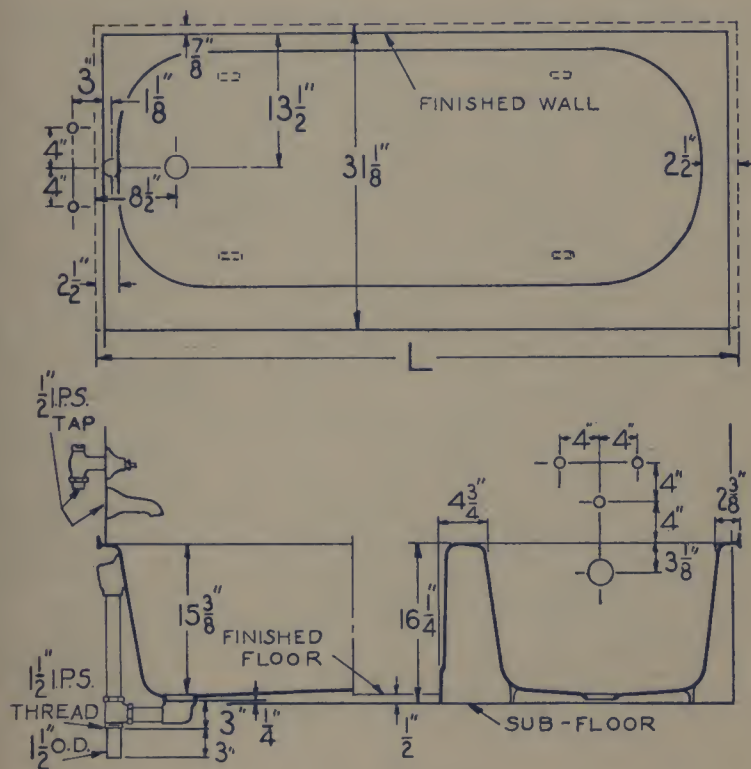 3"
7/8"
1 1/8"
13 1/2"
FINISHED WALL
4"
4"
8 1/2"
31 1/8"
2 1/2"
2 1/2"
L
1/2" I.P.S.
TAP
4" 4"
4 3/4"
4"
4"
2 3/8"
3 1/8"
15 3/8"
16 1/4"
FINISHED
FLOOR
1 1/2" I.P.S.
THREAD
1 1/2" O.D.
3"
3"
1/4"
1/2"
SUB-FLOOR